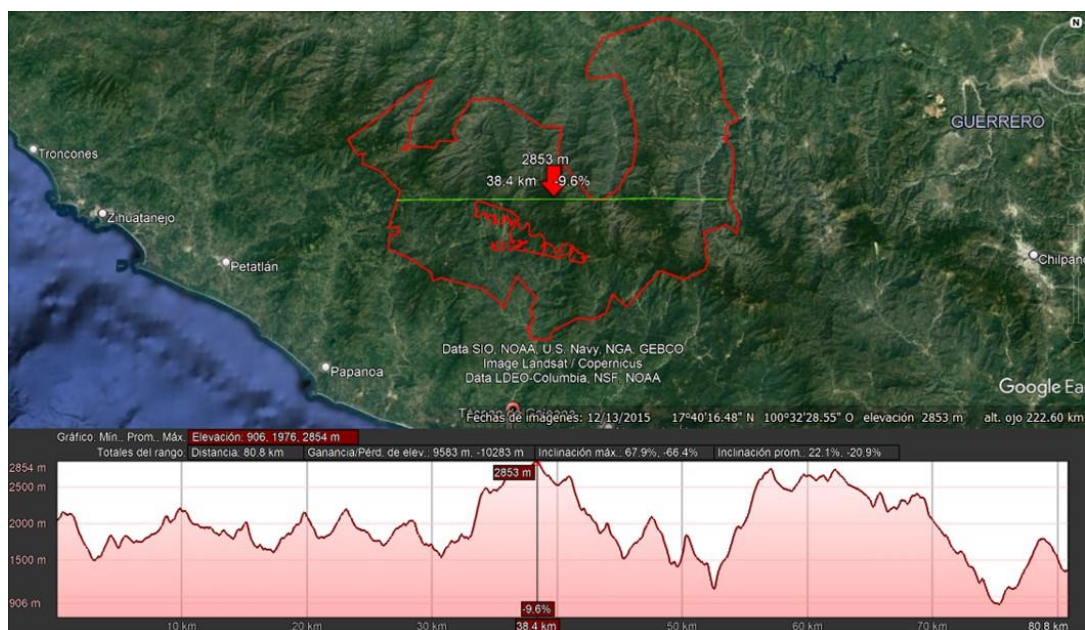 N
GUERRERO
Troncones
2853 m
38.4 km -9.6%
Zihuatanejo
Petatlán
Chilpanc
Data SIO, NOAA, U.S. Navy, NGA, GEBCO
Image Landsat / Copernicus
Data LDEO-Columbia, NSF, NOAA
Papanoa
Google Ea
echas de imágenes: 12/13/2015 17°40'16.48" N 100°32'28.55" O elevación 2853 m alt. ojo 222.60 km
Gráfico: Mín., Prom., Máx. Elevación: 906, 1976, 2854 m
Totales del rango: Distancia: 80.8 km Ganancia/Pérd. de elev.: 9583 m, -10283 m Inclinación máx.: 67.9%, -66.4% Inclinación prom.: 22.1%, -20.9%
2854 m
2853 m
2500 m
2000 m
1500 m
906 m
-9.6%
10 km 20 km 30 km 38.4 km 50 km 60 km 70 km 80.8 km